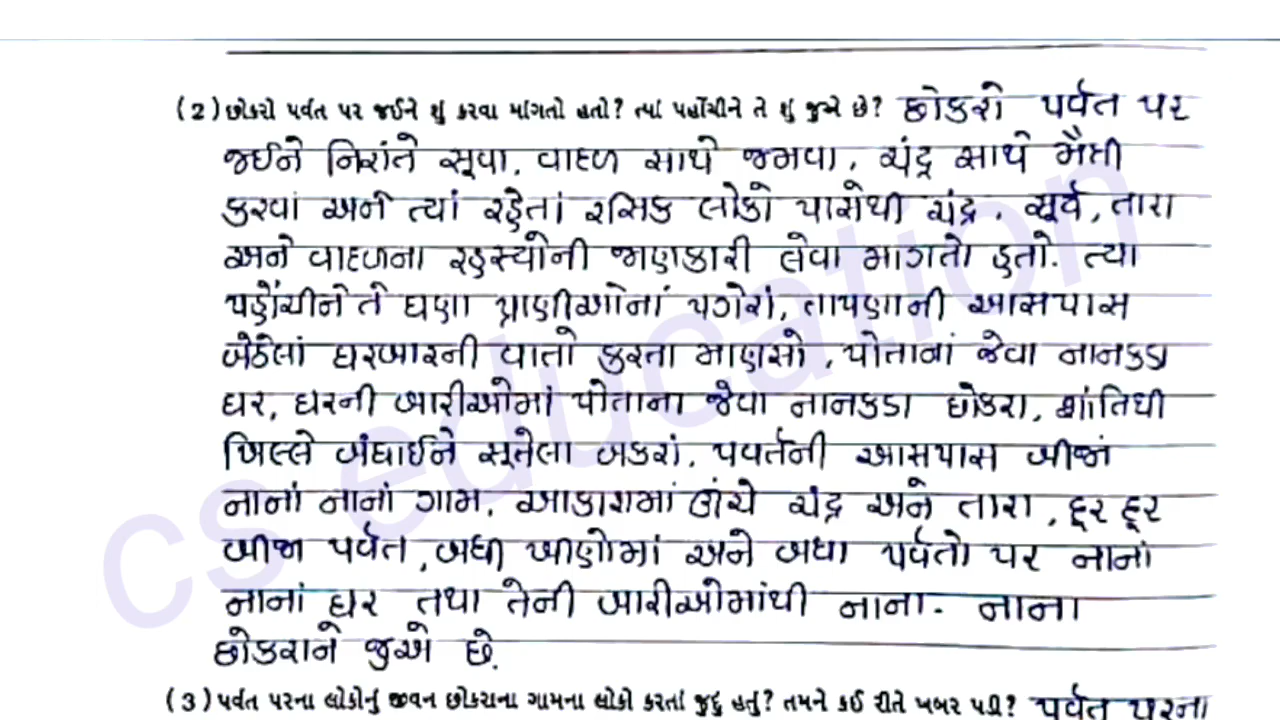 (2) છોકરો પર્વત પર જઈને શું કરવા માંગતો હતો? ત્યાં પહોંચીને તે શું જુએ છે? છોકરો પર્વત પર
જઈને નિરાંતે સૂવા, વાદળ સાથે જમવા, ચંદ્ર સાથે મૈત્રી
કરવા અને ત્યાં રહેતાં રસિક લોકો પાસેથી ચંદ્ર, સૂર્ય, તારા
અને વાદળના રહસ્યોની જાણકારી લેવા માગતો હતો. ત્યા
પહોંચીને તે ઘણા પ્રાણીઓનાં પગેરાં, તાપણાની આસપાસ
બેઠેલાં ઘરબારની વાતો કરતા માણસો, પોતાનાં જેવા નાનકડા
ઘર, ઘરની બારીઓમાં પોતાના જેવા નાનકડા છોકરા, શાંતિથી
ખિલ્લે બંધાઈને સૂતેલા બકરાં, પવર્તની આસપાસ બીજાં
નાનાં નાનાં ગામ, આકાશમાં ઊંચે ચંદ્ર અને તારા, દૂર દૂર
બીજા પર્વત, બધી ખીણોમાં અને બધા પર્વતો પર નાનાં
નાનાં ઘર તથા તેની બારીઓમાંથી નાના- નાના
છોકરાને જુએ છે.
(3) પર્વત પરના લોકોનું જીવન છોકરાના ગામના લોકો કરતાં જુદું હતું? તમને કઈ રીતે ખબર પડી? પર્વત પરના
cs education